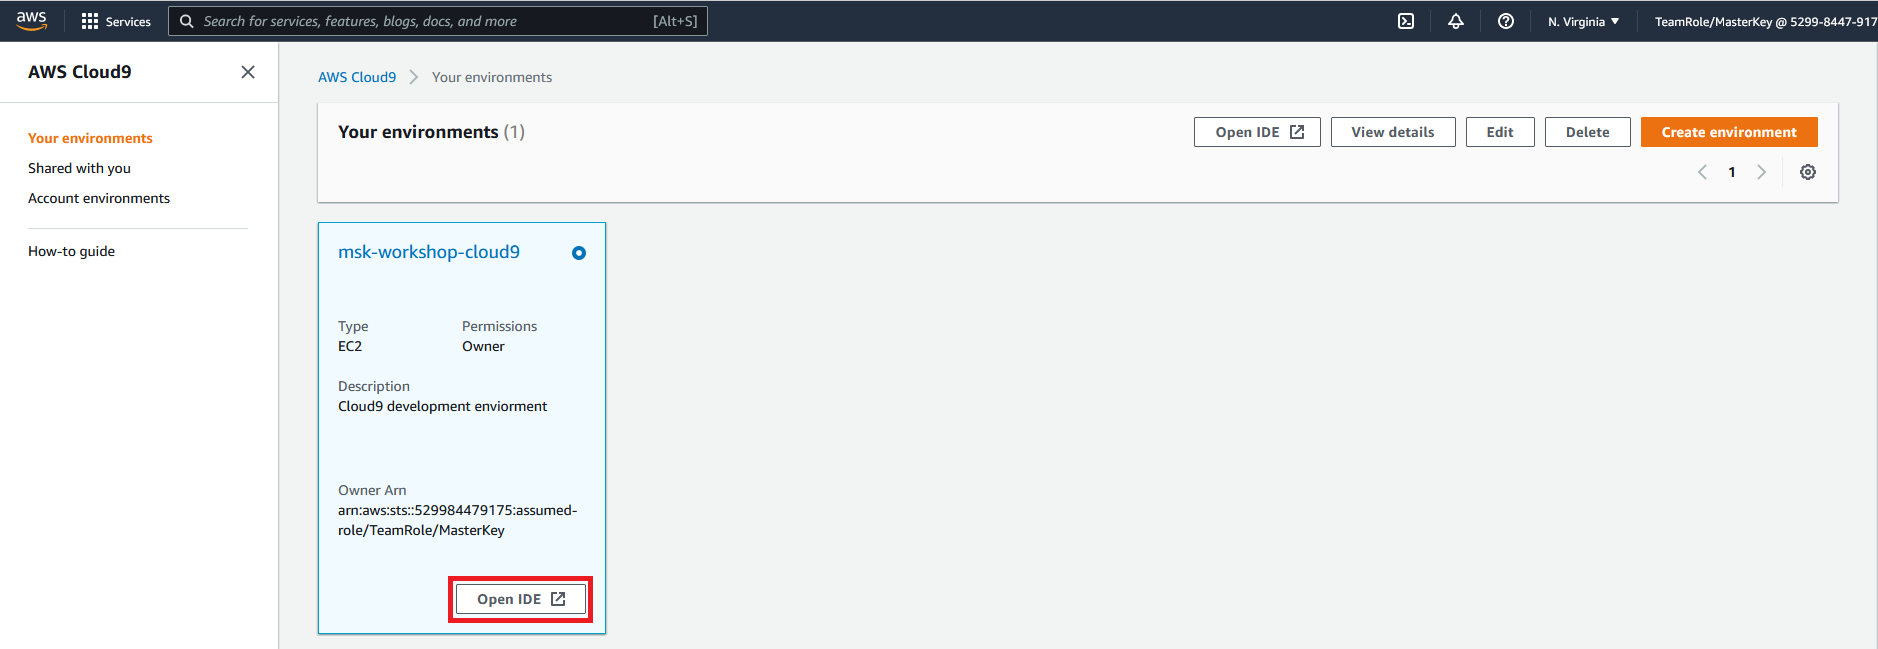 aws Services Search for services, features, blogs, docs, and more [Alt+S] N. Virginia ▼ TeamRole/MasterKey @ 5299-8447-917
AWS Cloud9
Your environments
Shared with you
Account environments
How-to guide
AWS Cloud9 > Your environments
Your environments (1)
Open IDE View details Edit Delete Create environment
< 1 >
msk-workshop-cloud9
Type Permissions
EC2 Owner
Description
Cloud9 development enviorment
Owner Arn
arn:aws:sts::529984479175:assumed-
role/TeamRole/MasterKey
Open IDE